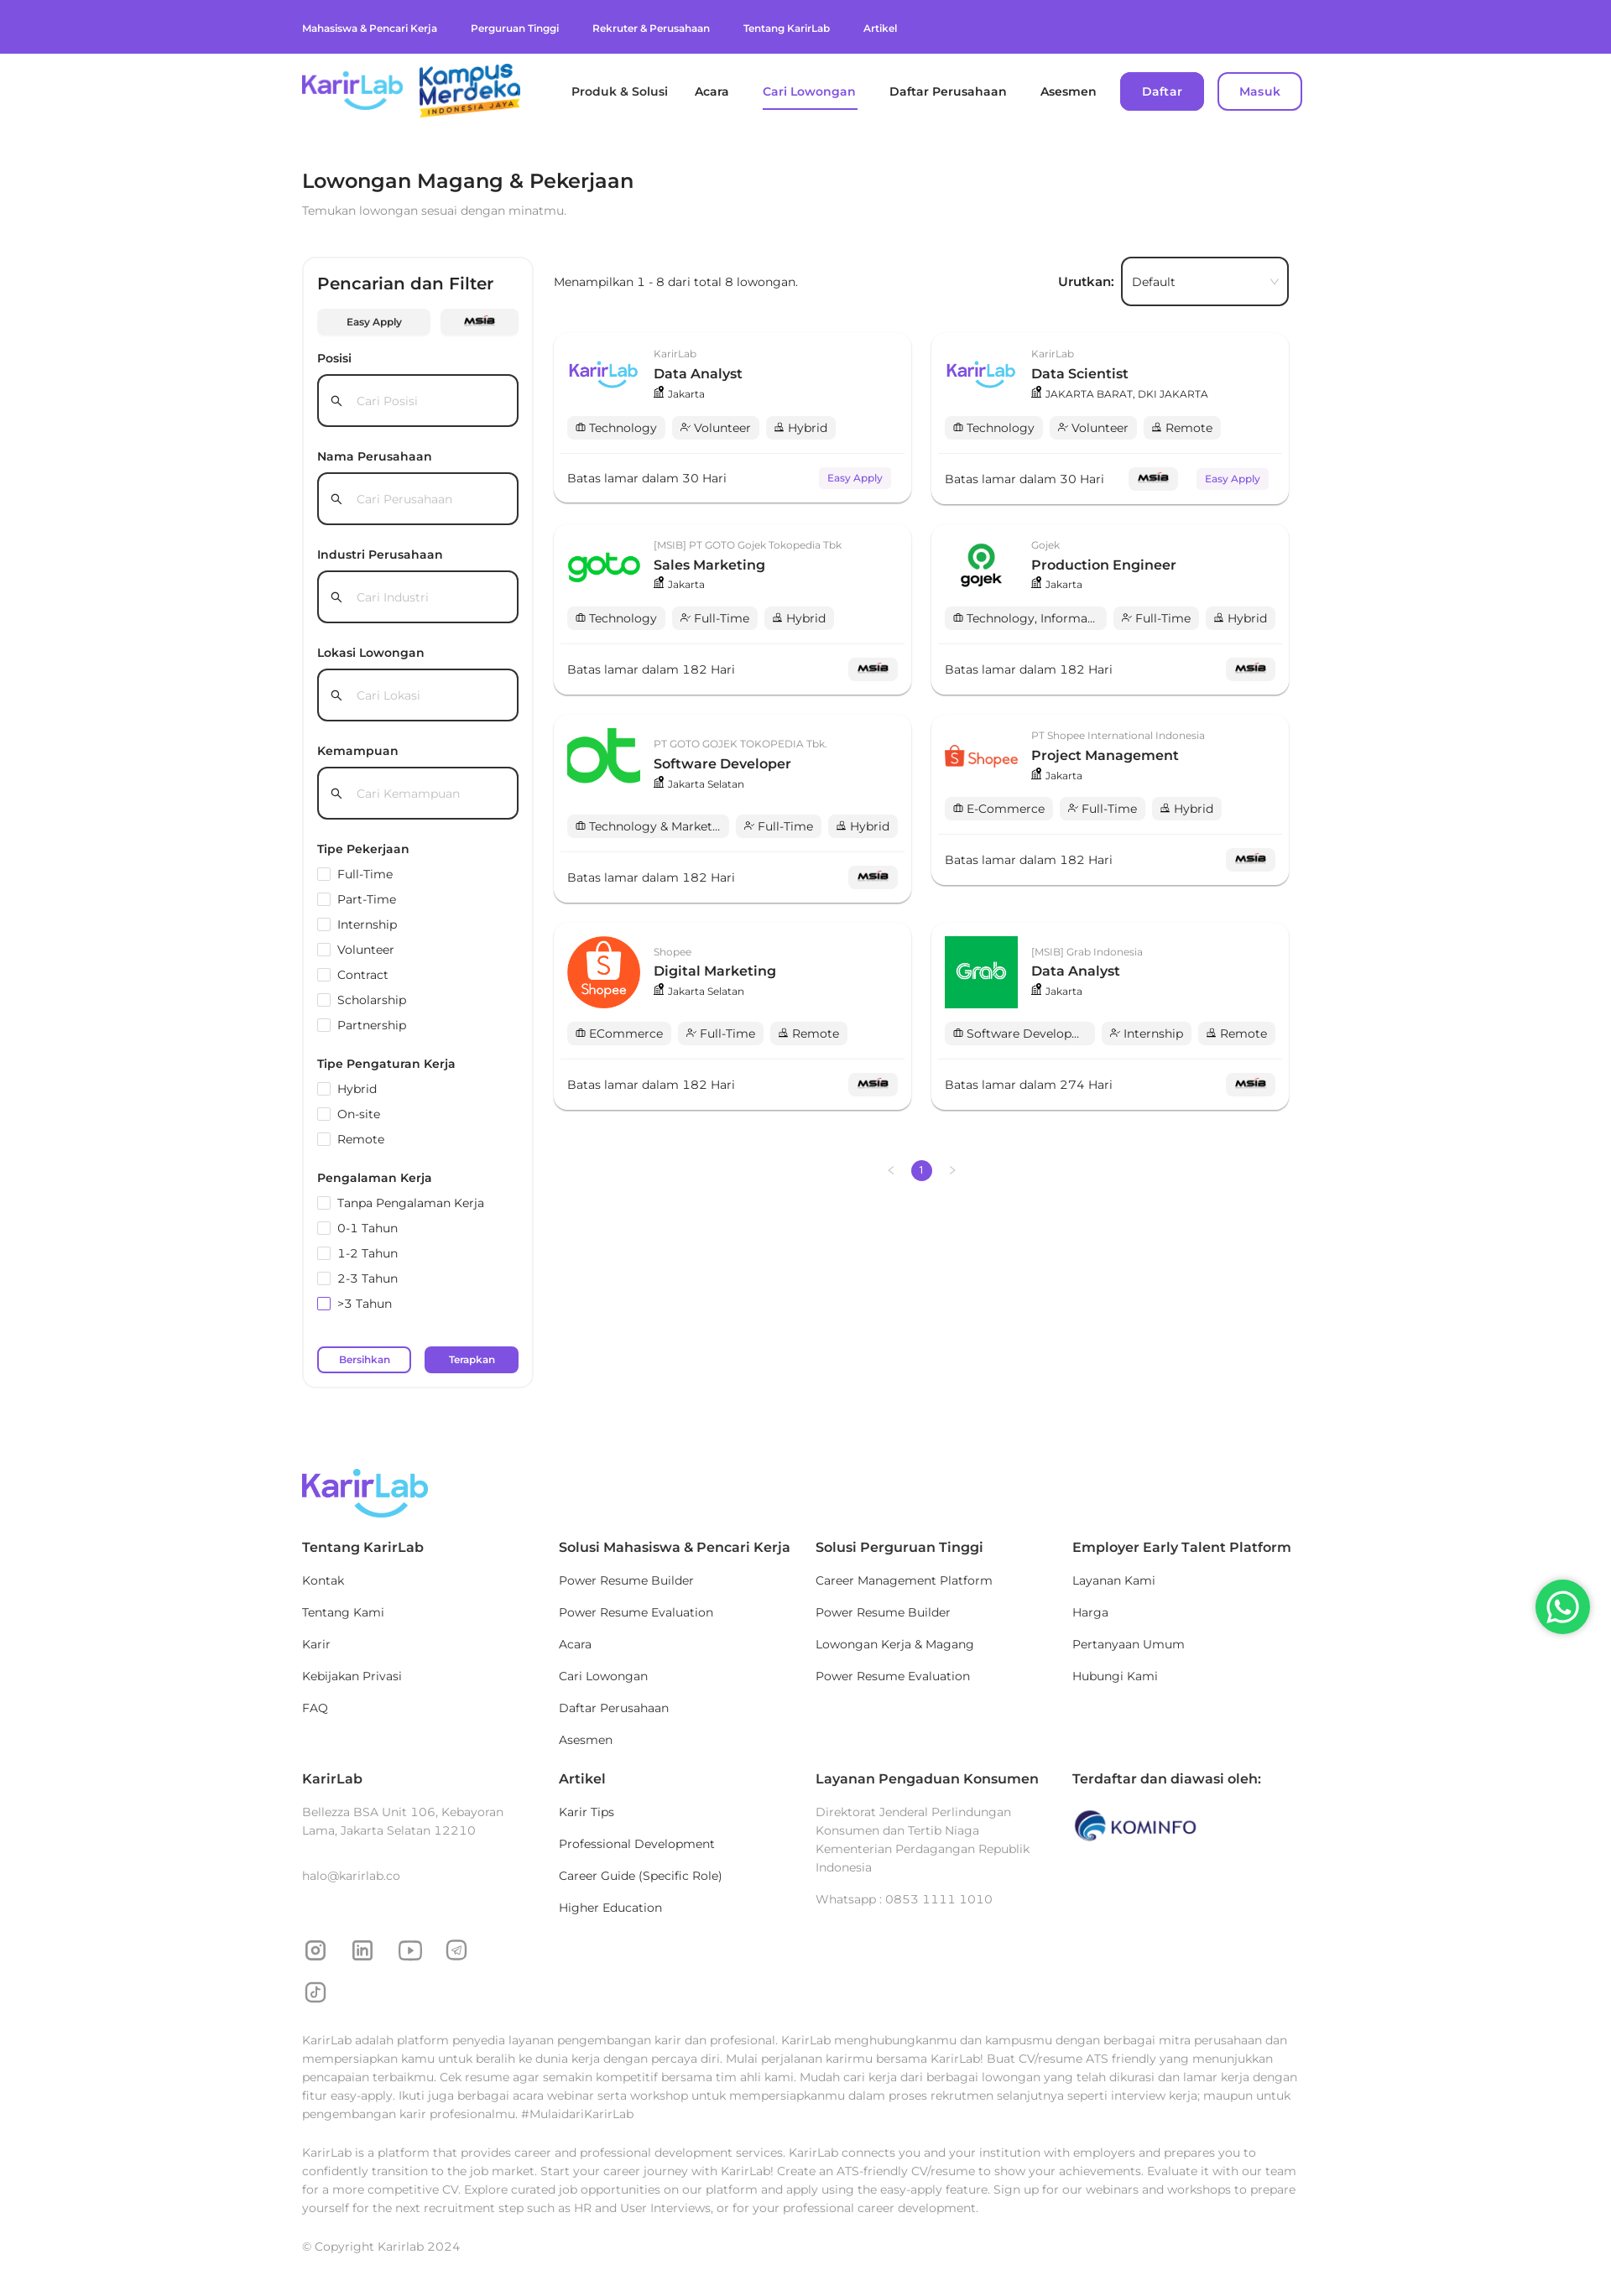 Mahasiswa & Pencari Kerja Perguruan Tinggi Rekruter & Perusahaan Tentang KarirLab Artikel
KarirLab
Kampus
Merdeka
INDONESIA JAYA
Produk & Solusi Acara Cari Lowongan Daftar Perusahaan Asesmen Daftar Masuk
Lowongan Magang & Pekerjaan
Temukan lowongan sesuai dengan minatmu.
Pencarian dan Filter
Easy Apply MSIB
Posisi
Cari Posisi
Nama Perusahaan
Cari Perusahaan
Industri Perusahaan
Cari Industri
Lokasi Lowongan
Cari Lokasi
Kemampuan
Cari Kemampuan
Tipe Pekerjaan
Full-Time
Part-Time
Internship
Volunteer
Contract
Scholarship
Partnership
Tipe Pengaturan Kerja
Hybrid
On-site
Remote
Pengalaman Kerja
Tanpa Pengalaman Kerja
0-1 Tahun
1-2 Tahun
2-3 Tahun
>3 Tahun
Bersihkan Terapkan
Menampilkan 1 - 8 dari total 8 lowongan.
Urutkan: Default
KarirLab
KarirLab
Data Analyst
Jakarta
Technology Volunteer Hybrid
Batas lamar dalam 30 Hari Easy Apply
KarirLab
KarirLab
Data Scientist
JAKARTA BARAT, DKI JAKARTA
Technology Volunteer Remote
Batas lamar dalam 30 Hari MSIB Easy Apply
goto
[MSIB] PT GOTO Gojek Tokopedia Tbk
Sales Marketing
Jakarta
Technology Full-Time Hybrid
Batas lamar dalam 182 Hari MSIB
gojek
Gojek
Production Engineer
Jakarta
Technology, Informa... Full-Time Hybrid
Batas lamar dalam 182 Hari MSIB
ot
PT GOTO GOJEK TOKOPEDIA Tbk.
Software Developer
Jakarta Selatan
Technology & Market... Full-Time Hybrid
Batas lamar dalam 182 Hari MSIB
Shopee
PT Shopee International Indonesia
Project Management
Jakarta
E-Commerce Full-Time Hybrid
Batas lamar dalam 182 Hari MSIB
Shopee
Shopee
Digital Marketing
Jakarta Selatan
ECommerce Full-Time Remote
Batas lamar dalam 182 Hari MSIB
Grab
[MSIB] Grab Indonesia
Data Analyst
Jakarta
Software Develop... Internship Remote
Batas lamar dalam 274 Hari MSIB
1
KarirLab
Tentang KarirLab
Kontak
Tentang Kami
Karir
Kebijakan Privasi
FAQ
Solusi Mahasiswa & Pencari Kerja
Power Resume Builder
Power Resume Evaluation
Acara
Cari Lowongan
Daftar Perusahaan
Asesmen
Solusi Perguruan Tinggi
Career Management Platform
Power Resume Builder
Lowongan Kerja & Magang
Power Resume Evaluation
Employer Early Talent Platform
Layanan Kami
Harga
Pertanyaan Umum
Hubungi Kami
KarirLab
Bellezza BSA Unit 106, Kebayoran
Lama, Jakarta Selatan 12210
halo@karirlab.co
Artikel
Karir Tips
Professional Development
Career Guide (Specific Role)
Higher Education
Layanan Pengaduan Konsumen
Direktorat Jenderal Perlindungan
Konsumen dan Tertib Niaga
Kementerian Perdagangan Republik
Indonesia
Whatsapp : 0853 1111 1010
Terdaftar dan diawasi oleh:
KOMINFO
KarirLab adalah platform penyedia layanan pengembangan karir dan profesional. KarirLab menghubungkanmu dan kampusmu dengan berbagai mitra perusahaan dan
mempersiapkan kamu untuk beralih ke dunia kerja dengan percaya diri. Mulai perjalanan karirmu bersama KarirLab! Buat CV/resume ATS friendly yang menunjukkan
pencapaian terbaikmu. Cek resume agar semakin kompetitif bersama tim ahli kami. Mudah cari kerja dari berbagai lowongan yang telah dikurasi dan lamar kerja dengan
fitur easy-apply. Ikuti juga berbagai acara webinar serta workshop untuk mempersiapkanmu dalam proses rekrutmen selanjutnya seperti interview kerja; maupun untuk
pengembangan karir profesionalmu. #MulaidariKarirLab
KarirLab is a platform that provides career and professional development services. KarirLab connects you and your institution with employers and prepares you to
confidently transition to the job market. Start your career journey with KarirLab! Create an ATS-friendly CV/resume to show your achievements. Evaluate it with our team
for a more competitive CV. Explore curated job opportunities on our platform and apply using the easy-apply feature. Sign up for our webinars and workshops to prepare
yourself for the next recruitment step such as HR and User Interviews, or for your professional career development.
© Copyright Karirlab 2024